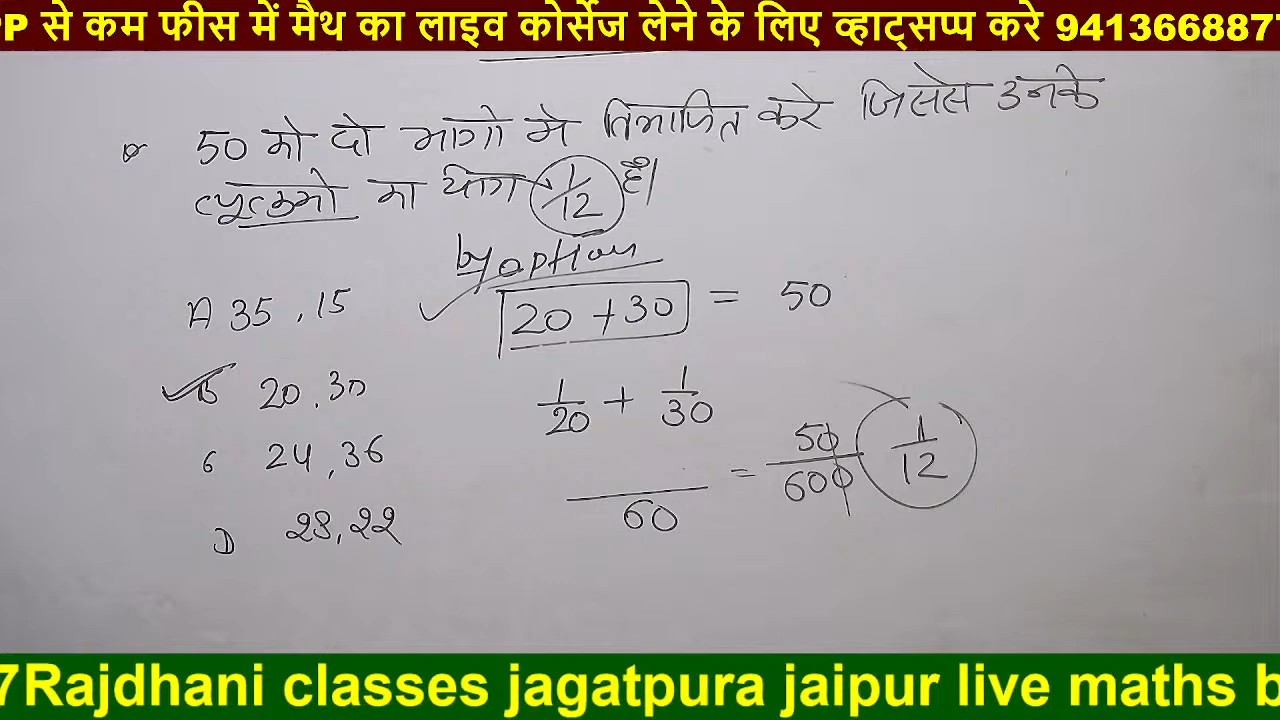 P से कम फीस में मैथ का लाइव कोर्सेज लेने के लिए व्हाट्सप्प करे 941366887
50 को दो भागो मे विभाजित करे जिससे उनके
व्युत्क्रमो का योग 1/12 है।
by option
A 35, 15
20 + 30 = 50
B 20, 30
1/20 + 1/30
C 24, 36
60 = 50/600 1/12
D 28, 22
7Rajdhani classes jagatpura jaipur live maths b